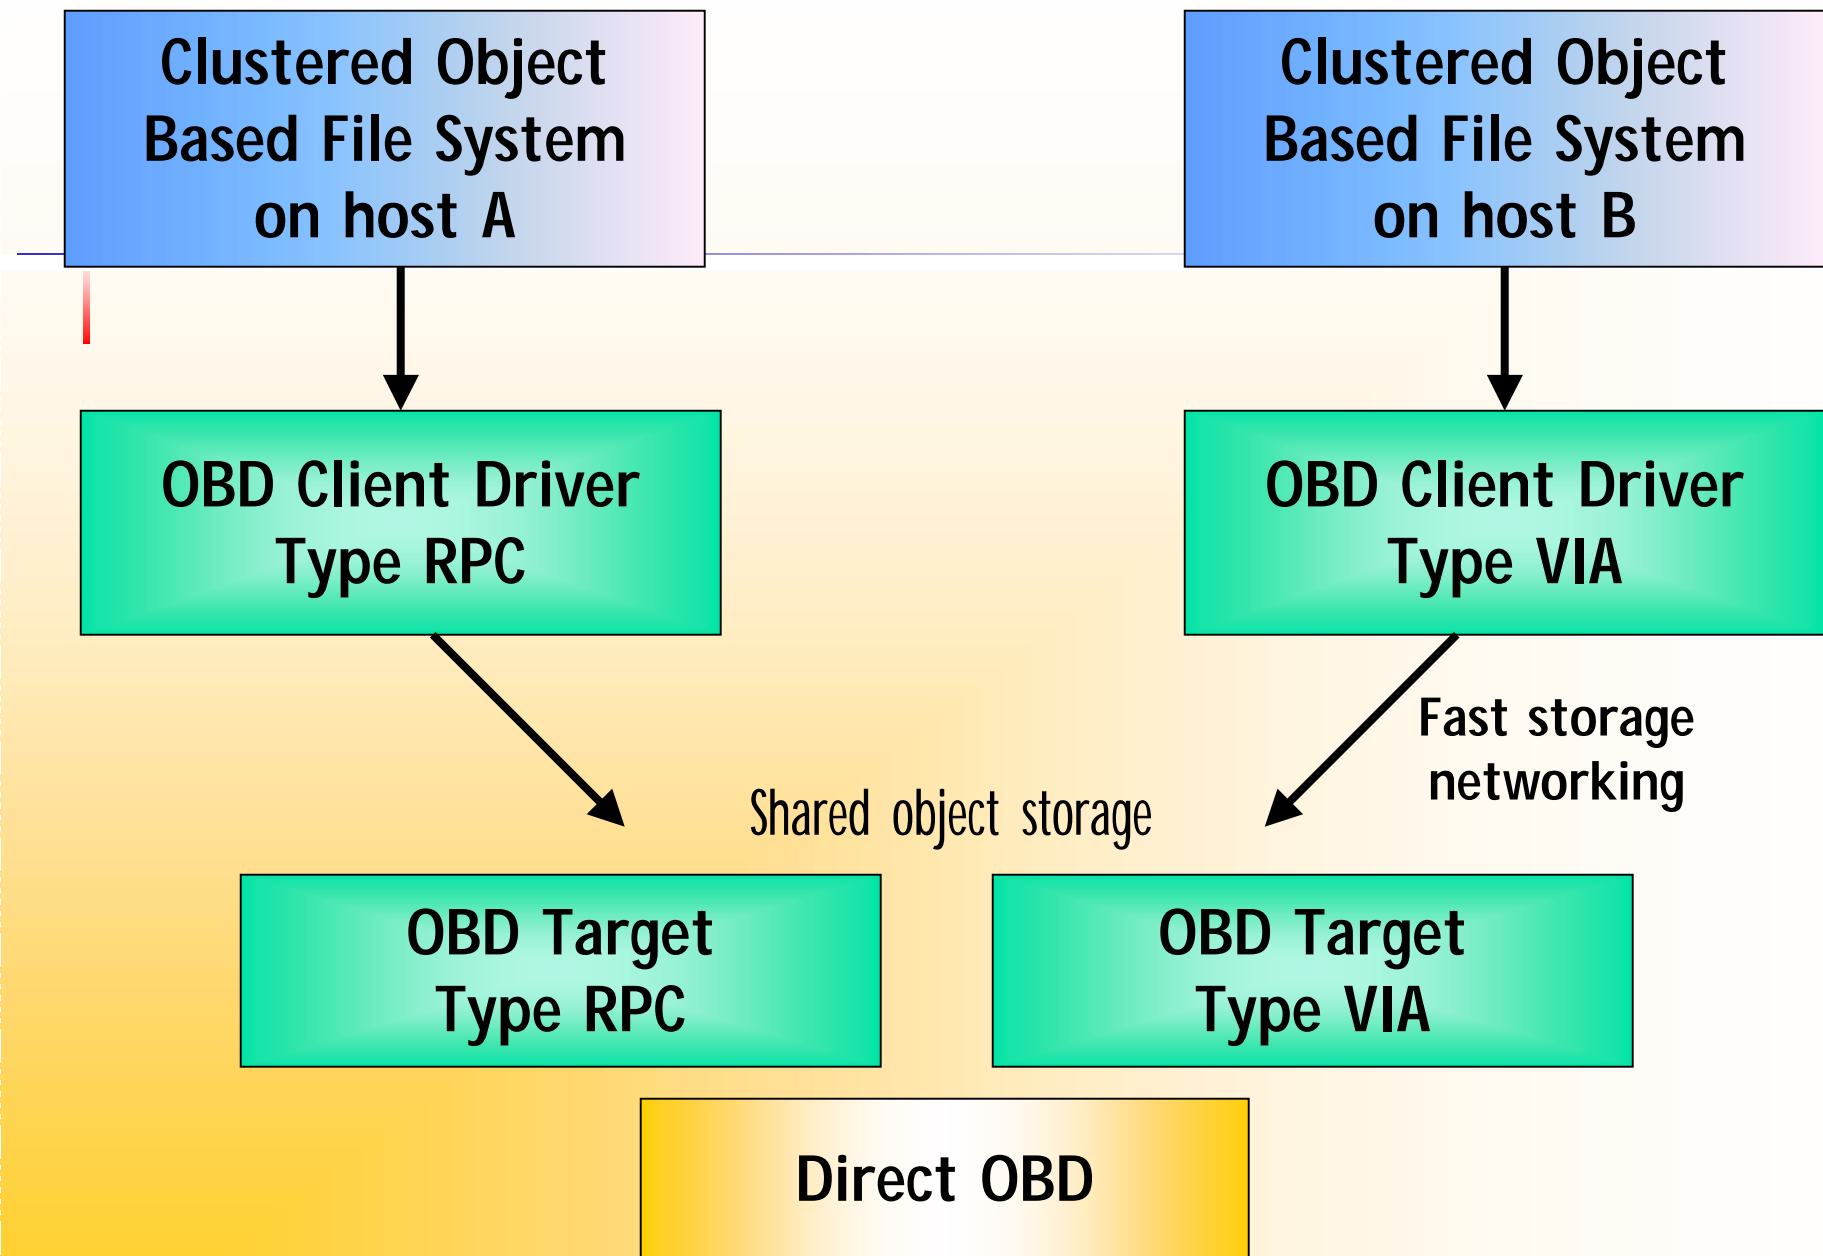 Clustered Object
Based File System
on host A
Clustered Object
Based File System
on host B
OBD Client Driver
Type RPC
OBD Client Driver
Type VIA
Fast storage
networking
Shared object storage
OBD Target
Type RPC
OBD Target
Type VIA
Direct OBD